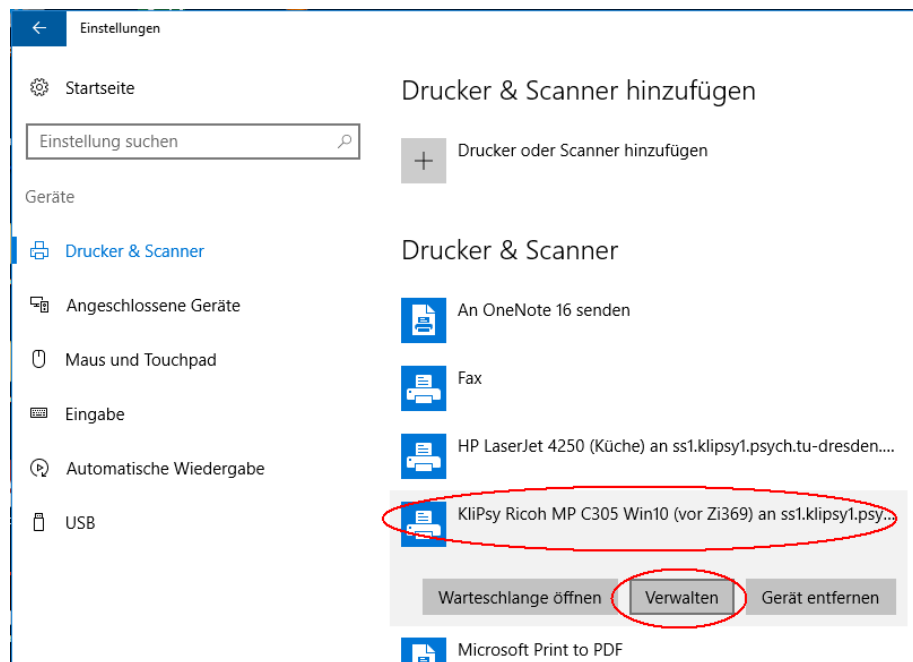 Einstellungen
Startseite
Einstellung suchen
Geräte
Drucker & Scanner
Angeschlossene Geräte
Maus und Touchpad
Eingabe
Automatische Wiedergabe
USB
Drucker & Scanner hinzufügen
Drucker oder Scanner hinzufügen
Drucker & Scanner
An OneNote 16 senden
Fax
HP LaserJet 4250 (Küche) an ss1.klipsy1.psych.tu-dresden....
KliPsy Ricoh MP C305 Win10 (vor Zi369) an ss1.klipsy1.psy...
Warteschlange öffnen
Verwalten
Gerät entfernen
Microsoft Print to PDF